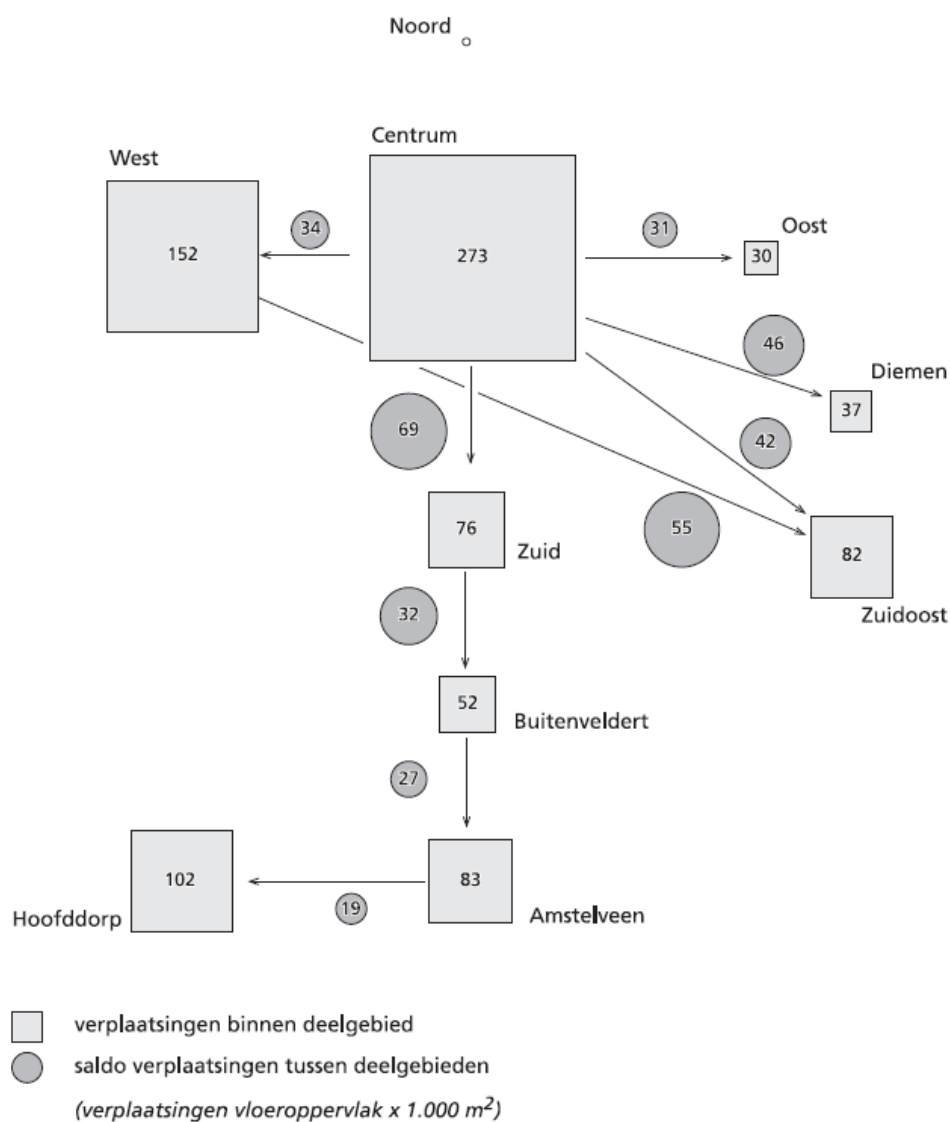 Noord
Centrum
West
34
31
Oost
152
273
30
46
Diemen
37
69
42
76
55
82
Zuid
Zuidoost
32
52
Buitenveldert
27
102
83
19
Hoofddorp
Amstelveen
verplaatsingen binnen deelgebied
saldo verplaatsingen tussen deelgebieden
(verplaatsingen vloeroppervlak x 1.000 m²)